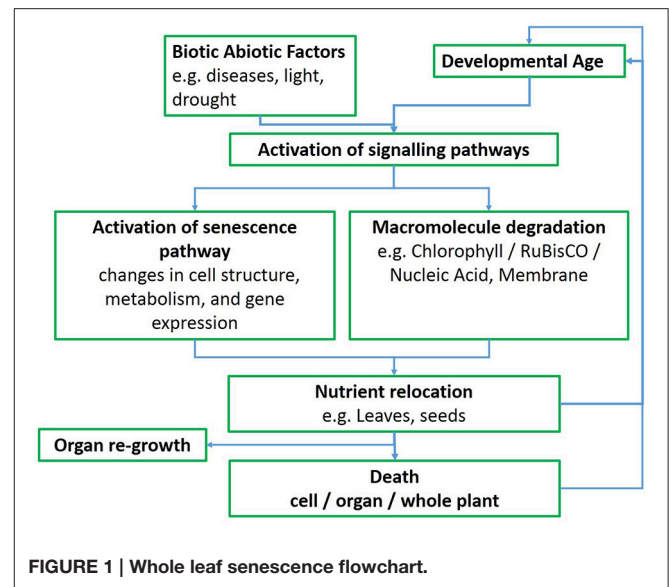 Biotic Abiotic Factors
e.g. diseases, light,
drought
Developmental Age
Activation of signalling pathways
Activation of senescence
pathway
changes in cell structure,
metabolism, and gene
expression
Macromolecule degradation
e.g. Chlorophyll / RuBisCO /
Nucleic Acid, Membrane
Nutrient relocation
e.g. Leaves, seeds
Organ re-growth
Death
cell / organ / whole plant
FIGURE 1 | Whole leaf senescence flowchart.